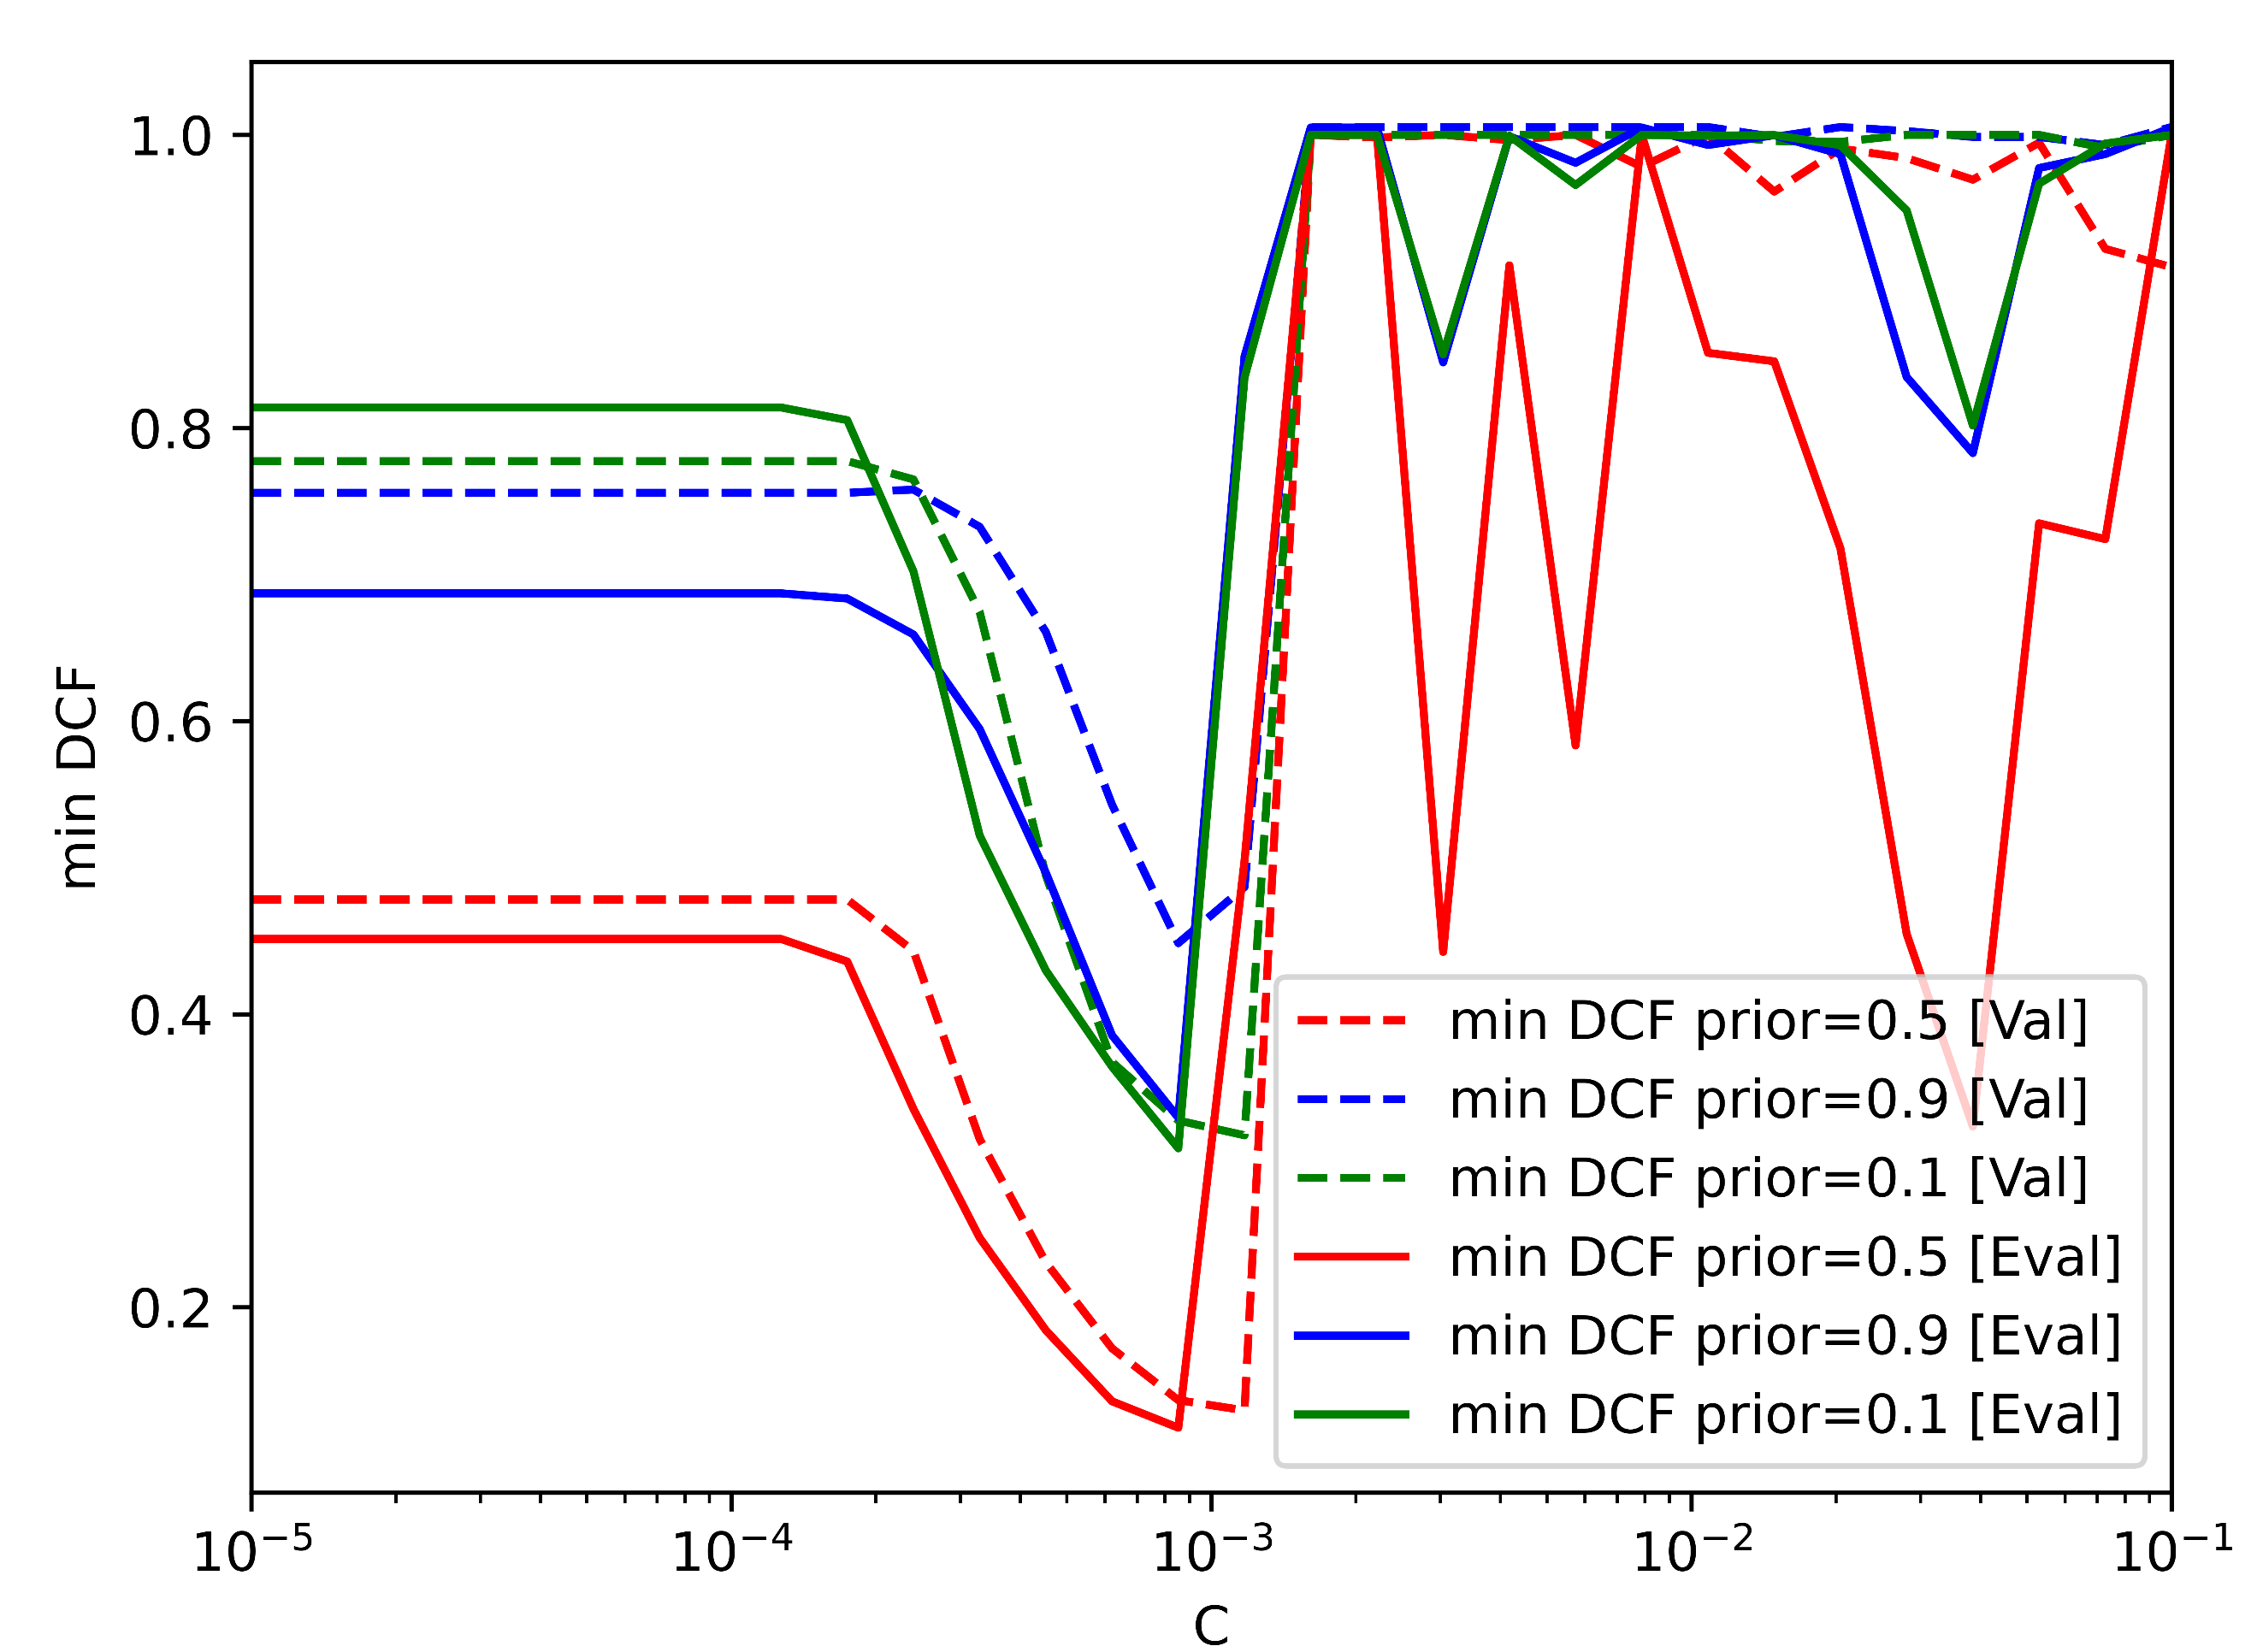 1.0
0.8
0.6
0.4
0.2
min DCF
min DCF prior=0.5 [Val]
min DCF prior=0.9 [Val]
min DCF prior=0.1 [Val]
min DCF prior=0.5 [Eval]
min DCF prior=0.9 [Eval]
min DCF prior=0.1 [Eval]
10⁻⁵ 10⁻⁴ 10⁻³ 10⁻² 10⁻¹
C